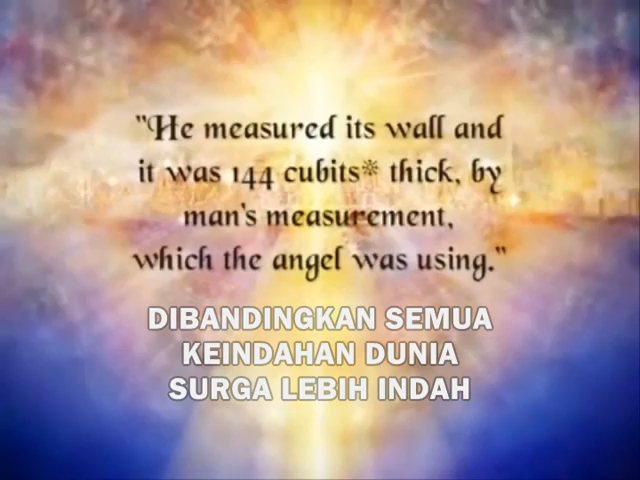 "He measured its wall and
it was 144 cubits* thick, by
man's measurement,
which the angel was using."
DIBANDINGKAN SEMUA
KEINDAHAN DUNIA
SURGA LEBIH INDAH